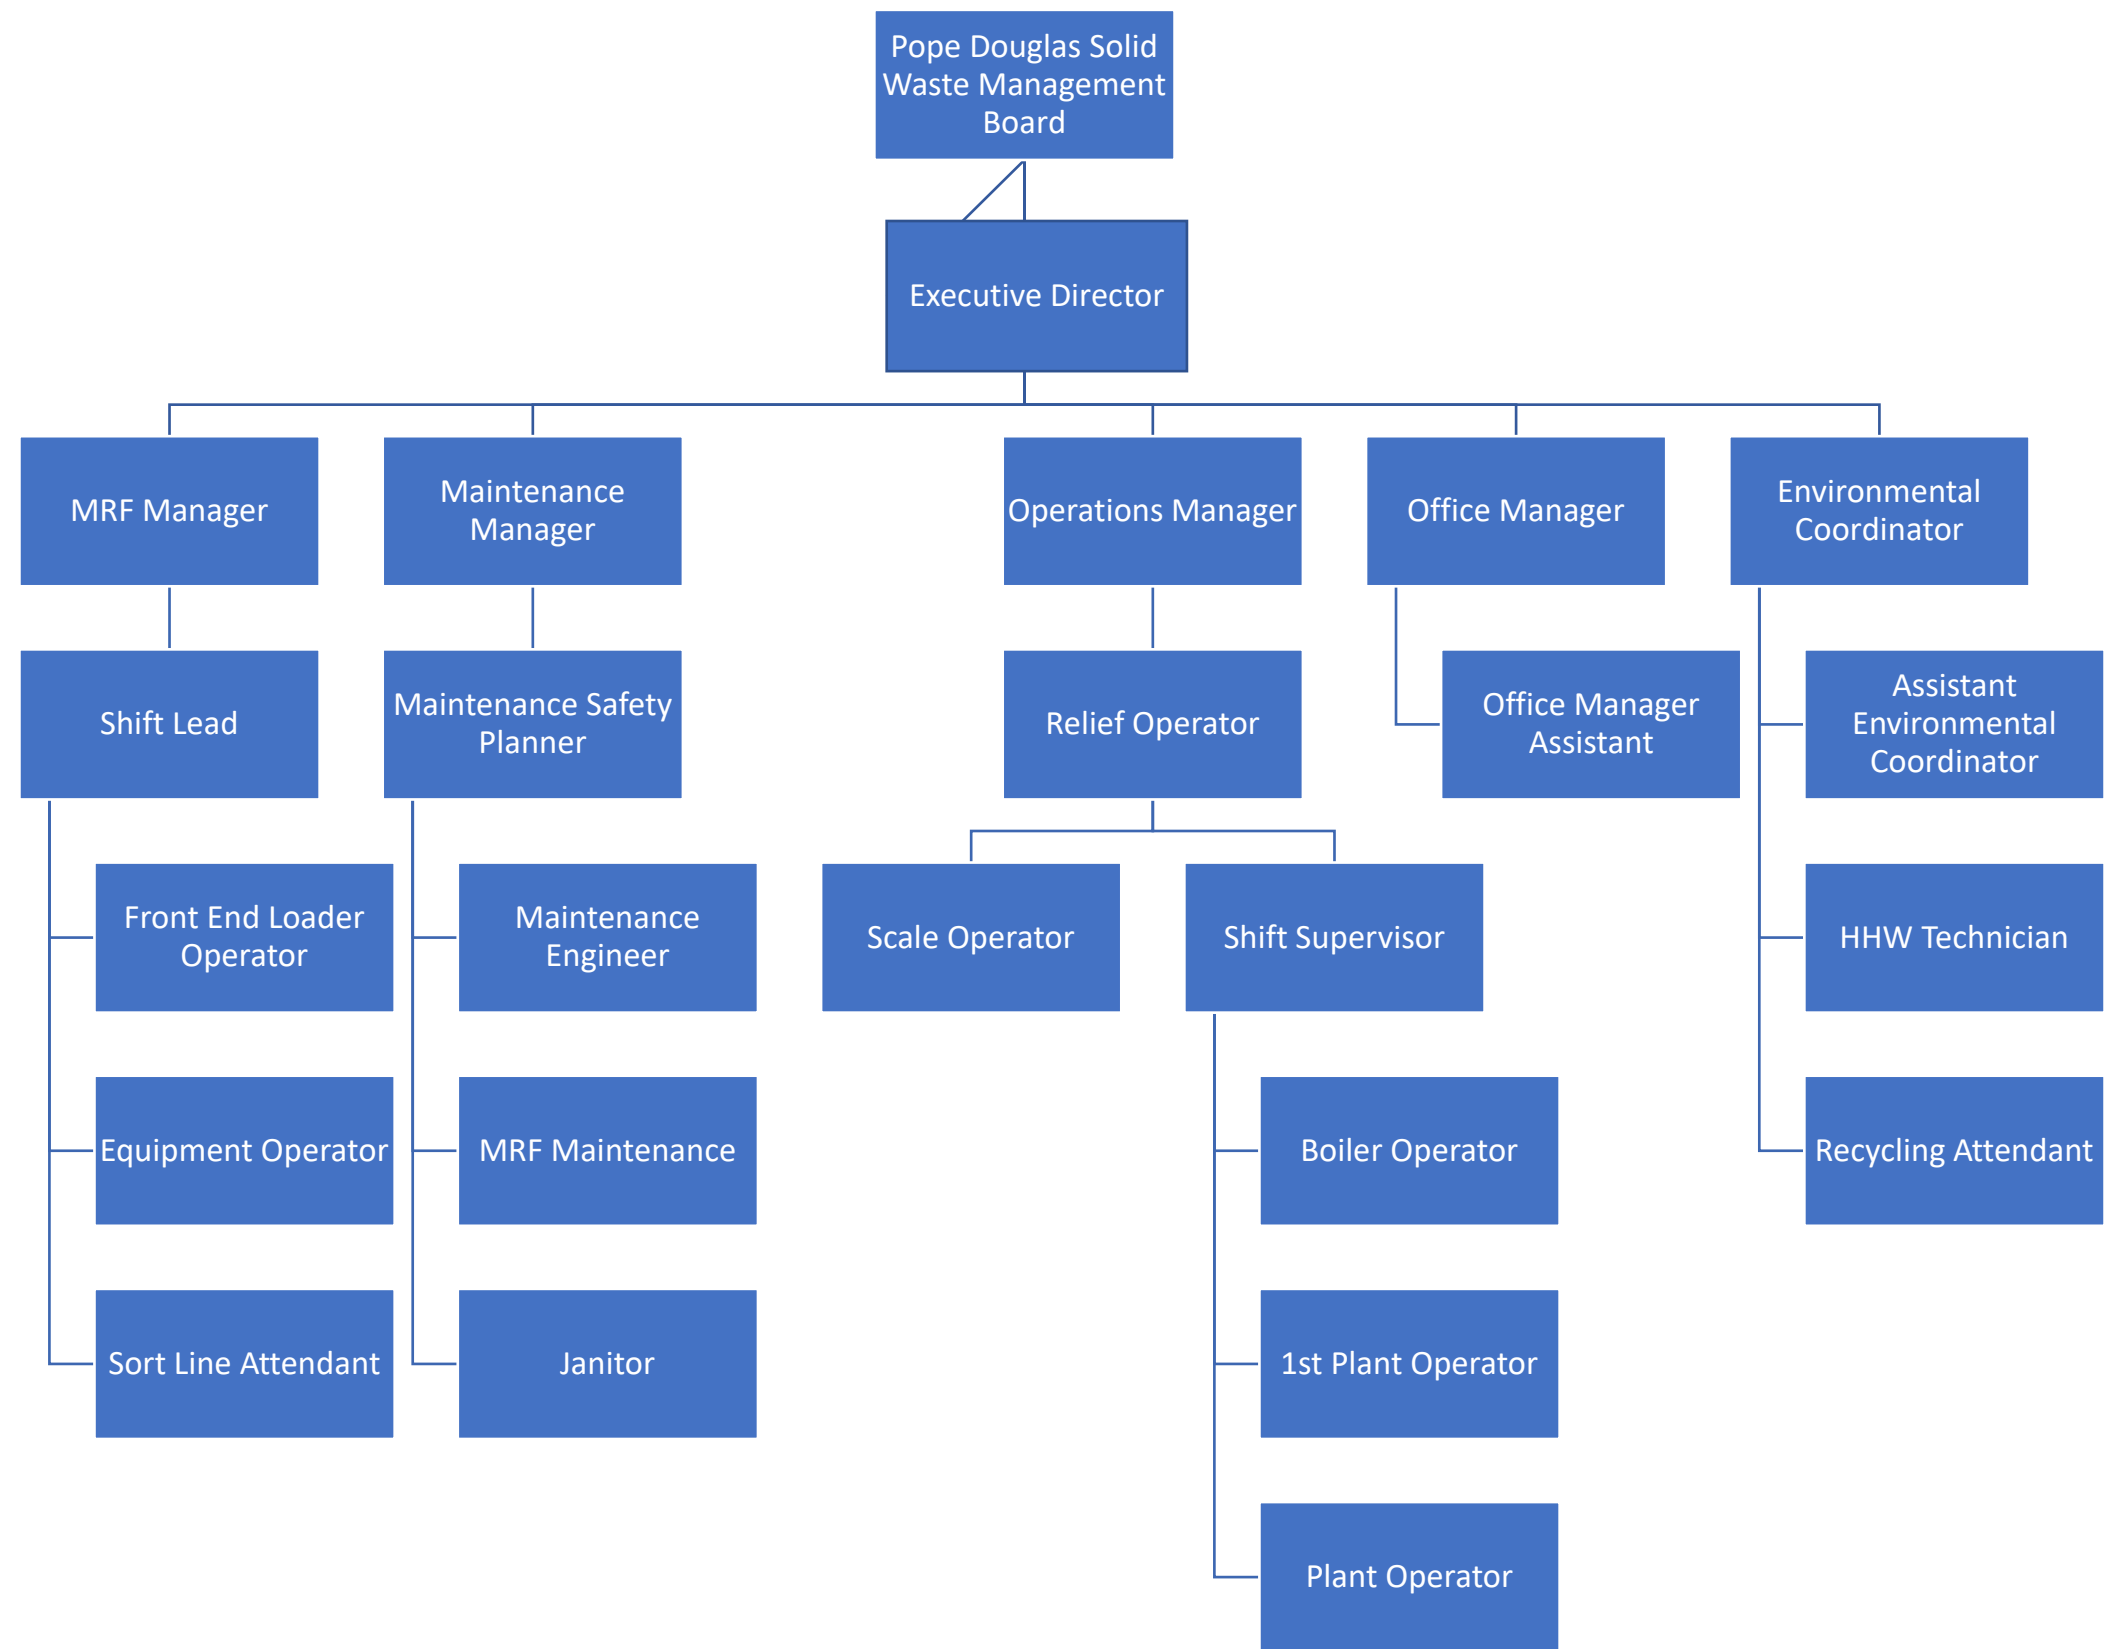 Pope Douglas Solid
Waste Management
Board
Executive Director
MRF Manager
Maintenance
Manager
Operations Manager
Office Manager
Environmental
Coordinator
Shift Lead
Maintenance Safety
Planner
Relief Operator
Office Manager
Assistant
Assistant
Environmental
Coordinator
Front End Loader
Operator
Maintenance
Engineer
Scale Operator
Shift Supervisor
HHW Technician
Equipment Operator
MRF Maintenance
Boiler Operator
Recycling Attendant
Sort Line Attendant
Janitor
1st Plant Operator
Plant Operator